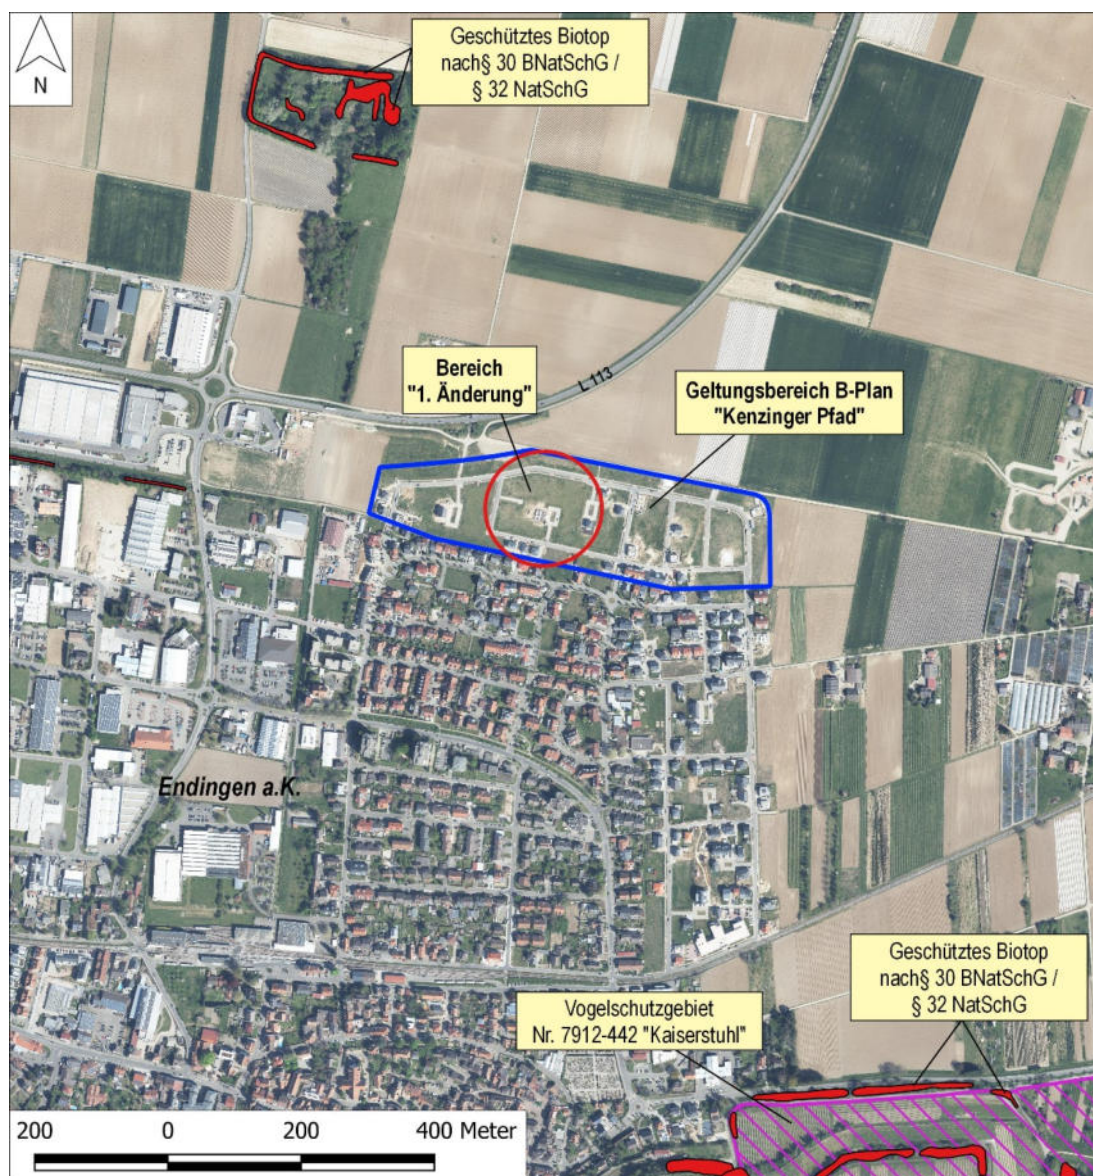 Geschütztes Biotop
nach§ 30 BNatSchG /
§ 32 NatSchG
N
Bereich
"1. Änderung"
L 113
Geltungsbereich B-Plan
"Kenzinger Pfad"
Endingen a.K.
Geschütztes Biotop
nach§ 30 BNatSchG /
§ 32 NatSchG
Vogelschutzgebiet
Nr. 7912-442 "Kaiserstuhl"
200 0 200 400 Meter